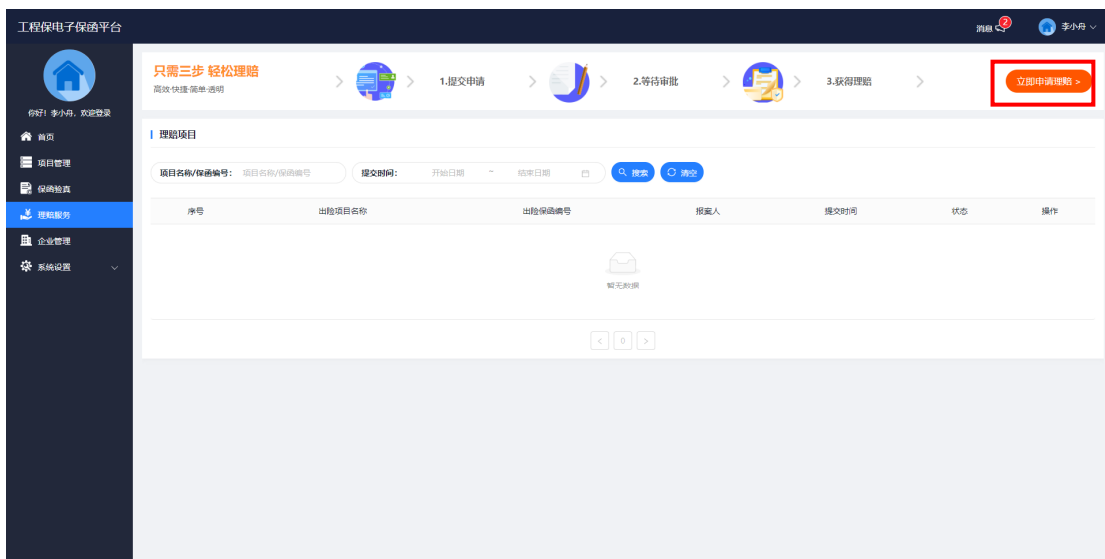 工程保电子保函平台
消息 2
李小舟
你好！李小舟，欢迎登录
首页
项目管理
保函验真
理赔服务
企业管理
系统设置
只需三步 轻松理赔
高效·快捷·简单·透明
1.提交申请
2.等待审批
3.获得理赔
立即申请理赔 >
理赔项目
项目名称/保函编号： 项目名称/保函编号 提交时间： 开始日期 ~ 结束日期 搜索 清空
序号 出险项目名称 出险保函编号 报案人 提交时间 状态 操作
暂无数据
< 0 >